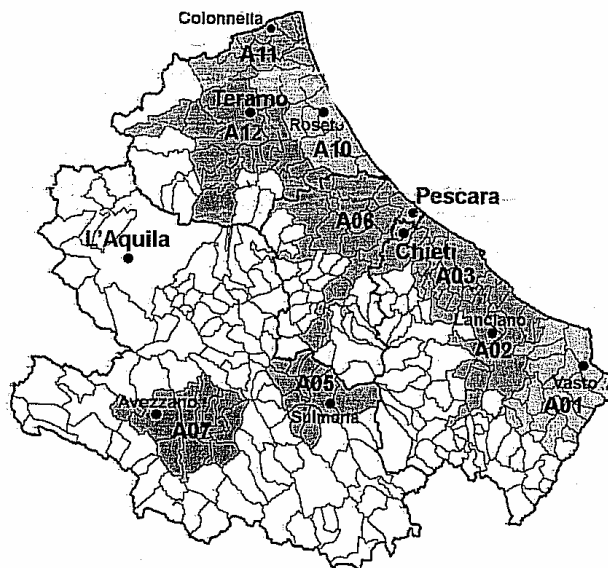 Colonnella
A11
Teramo
A12
Roseto
A10
Pescara
A06
Chieti
L'Aquila
A03
Lanciano
A02
A05
Vasto
A01
Avezzano
Sulmona
A07